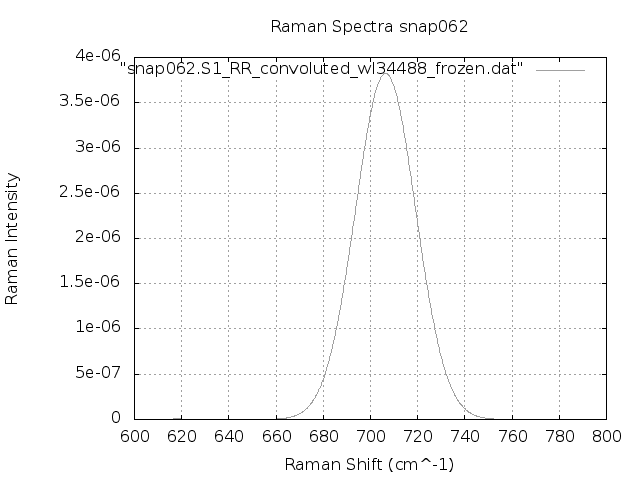 Raman Spectra snap062
4e-06
"snap062.S1_RR_convoluted_wl34488_frozen.dat"
3.5e-06
3e-06
2.5e-06
2e-06
1.5e-06
1e-06
5e-07
0
Raman Intensity
600 620 640 660 680 700 720 740 760 780 800
Raman Shift (cm^-1)